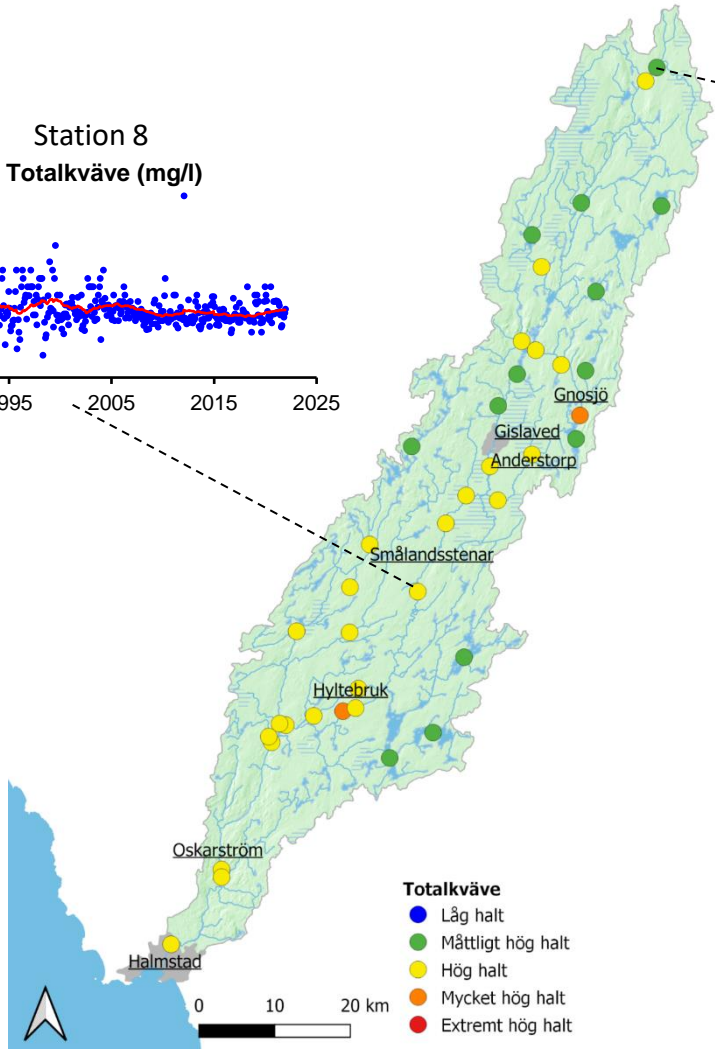 Station 8
Totalkväve (mg/l)
995
2005
2015
2025
Gnosjö
Gislaved
Anderstorp
Smålandsstenar
Hyltebruk
Oskarström
Halmstad
Totalkväve
Låg halt
Måttligt hög halt
Hög halt
Mycket hög halt
Extremt hög halt
0 10 20 km